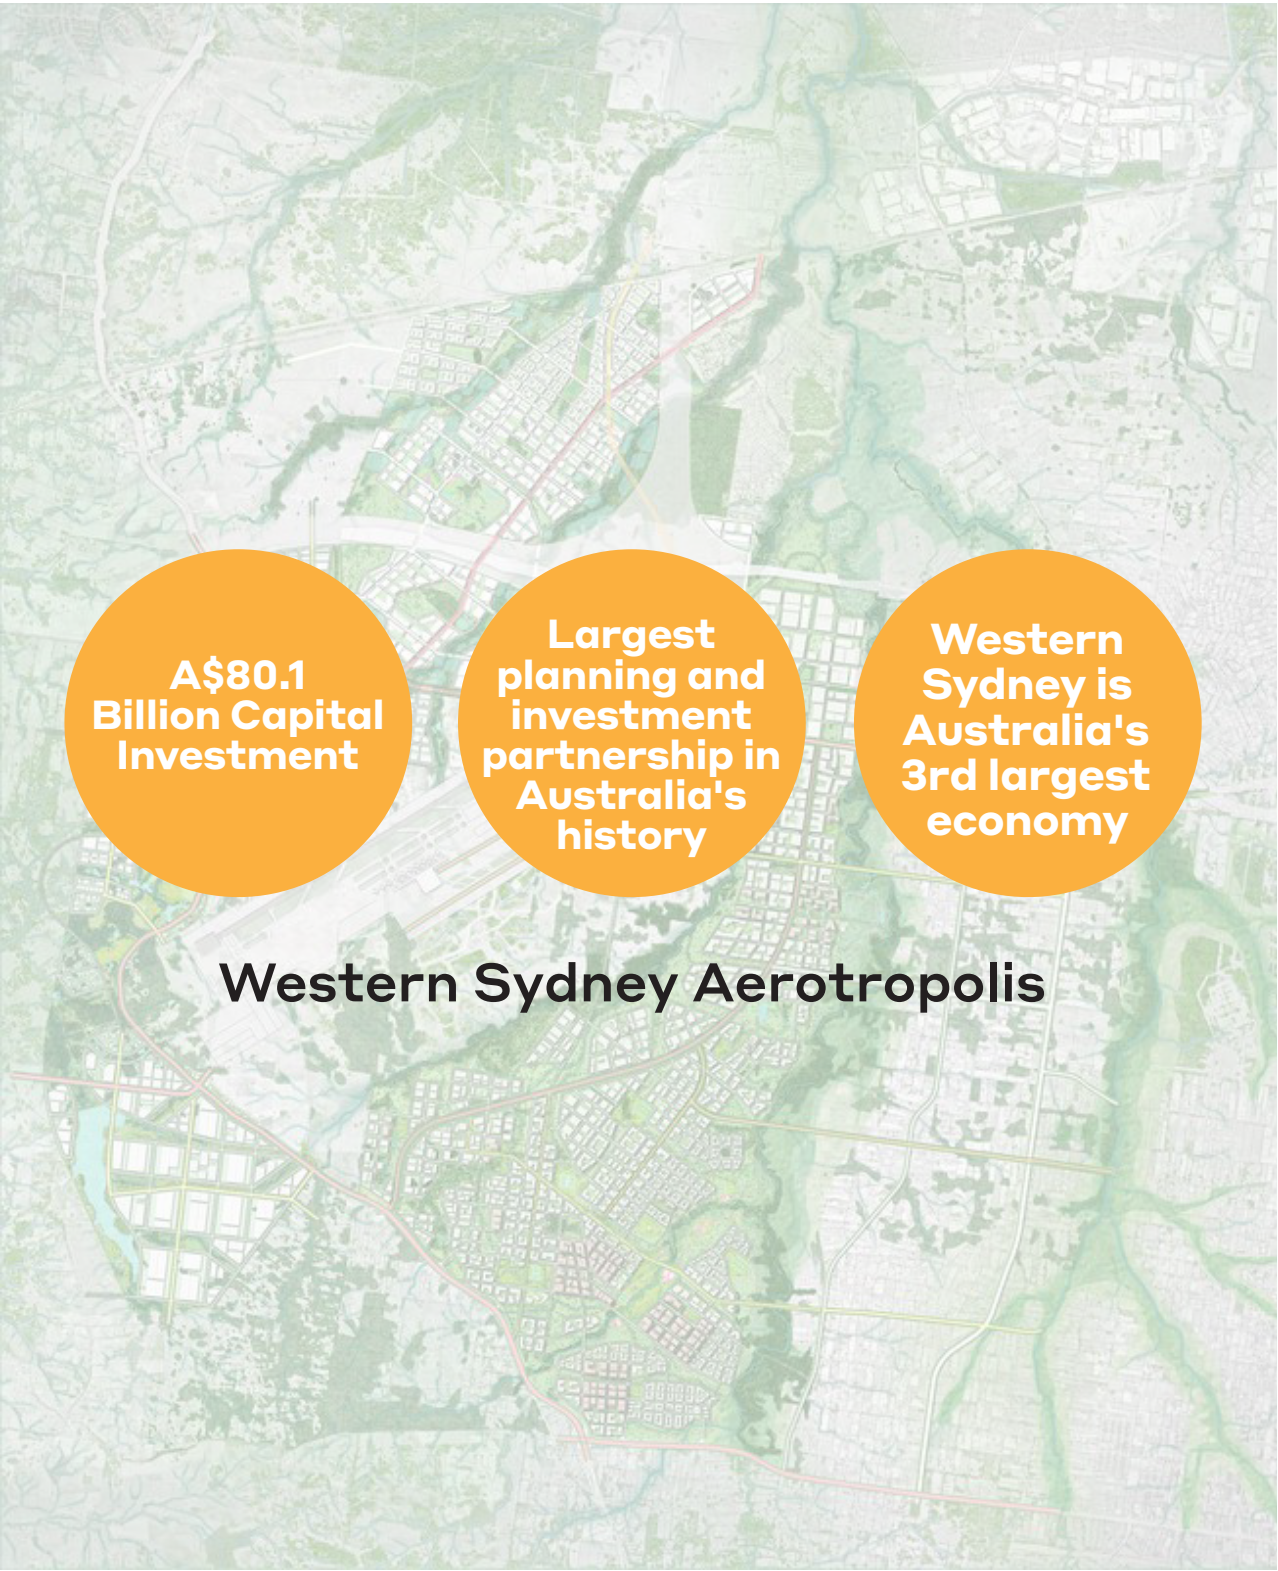 A$80.1
Billion Capital
Investment
Largest
planning and
investment
partnership in
Australia's
history
Western
Sydney is
Australia's
3rd largest
economy
Western Sydney Aerotropolis